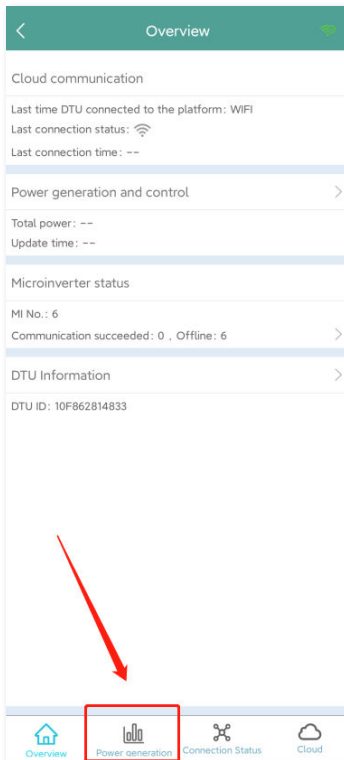 Overview
Cloud communication
Last time DTU connected to the platform: WIFI
Last connection status:
Last connection time: --
Power generation and control
Total power: --
Update time: --
Microinverter status
MI No.: 6
Communication succeeded: 0 , Offline: 6
DTU Information
DTU ID: 10F862814833
Overview
Power generation
Connection Status
Cloud